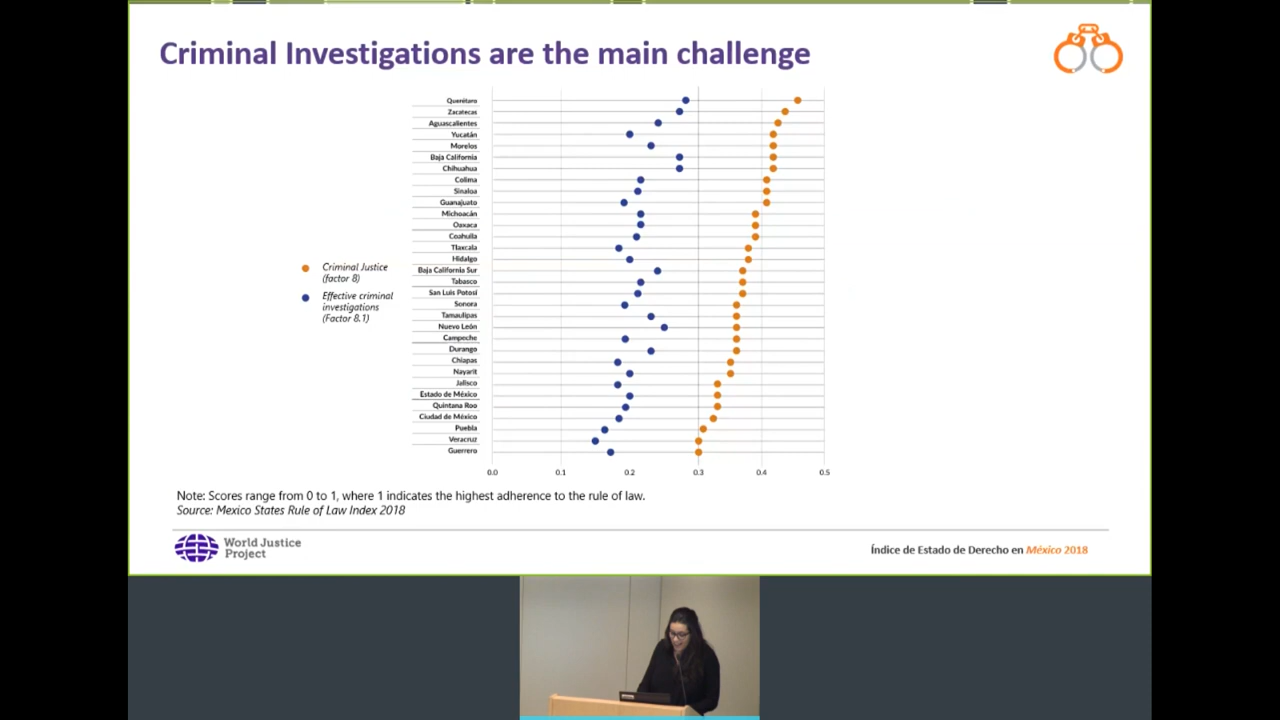 Criminal Investigations are the main challenge
Querétaro
Zacatecas
Aguascalientes
Yucatán
Morelos
Baja California
Chihuahua
Colima
Sinaloa
Guanajuato
Michoacán
Oaxaca
Coahuila
Tlaxcala
Hidalgo
Baja California Sur
Tabasco
San Luis Potosí
Sonora
Tamaulipas
Nuevo León
Campeche
Durango
Chiapas
Nayarit
Jalisco
Estado de México
Quintana Roo
Ciudad de México
Puebla
Veracruz
Guerrero
0.0 0.1 0.2 0.3 0.4 0.5
Criminal Justice
(factor 8)
Effective criminal
investigations
(Factor 8.1)
Note: Scores range from 0 to 1, where 1 indicates the highest adherence to the rule of law.
Source: Mexico States Rule of Law Index 2018
World Justice
Project
Índice de Estado de Derecho en México 2018